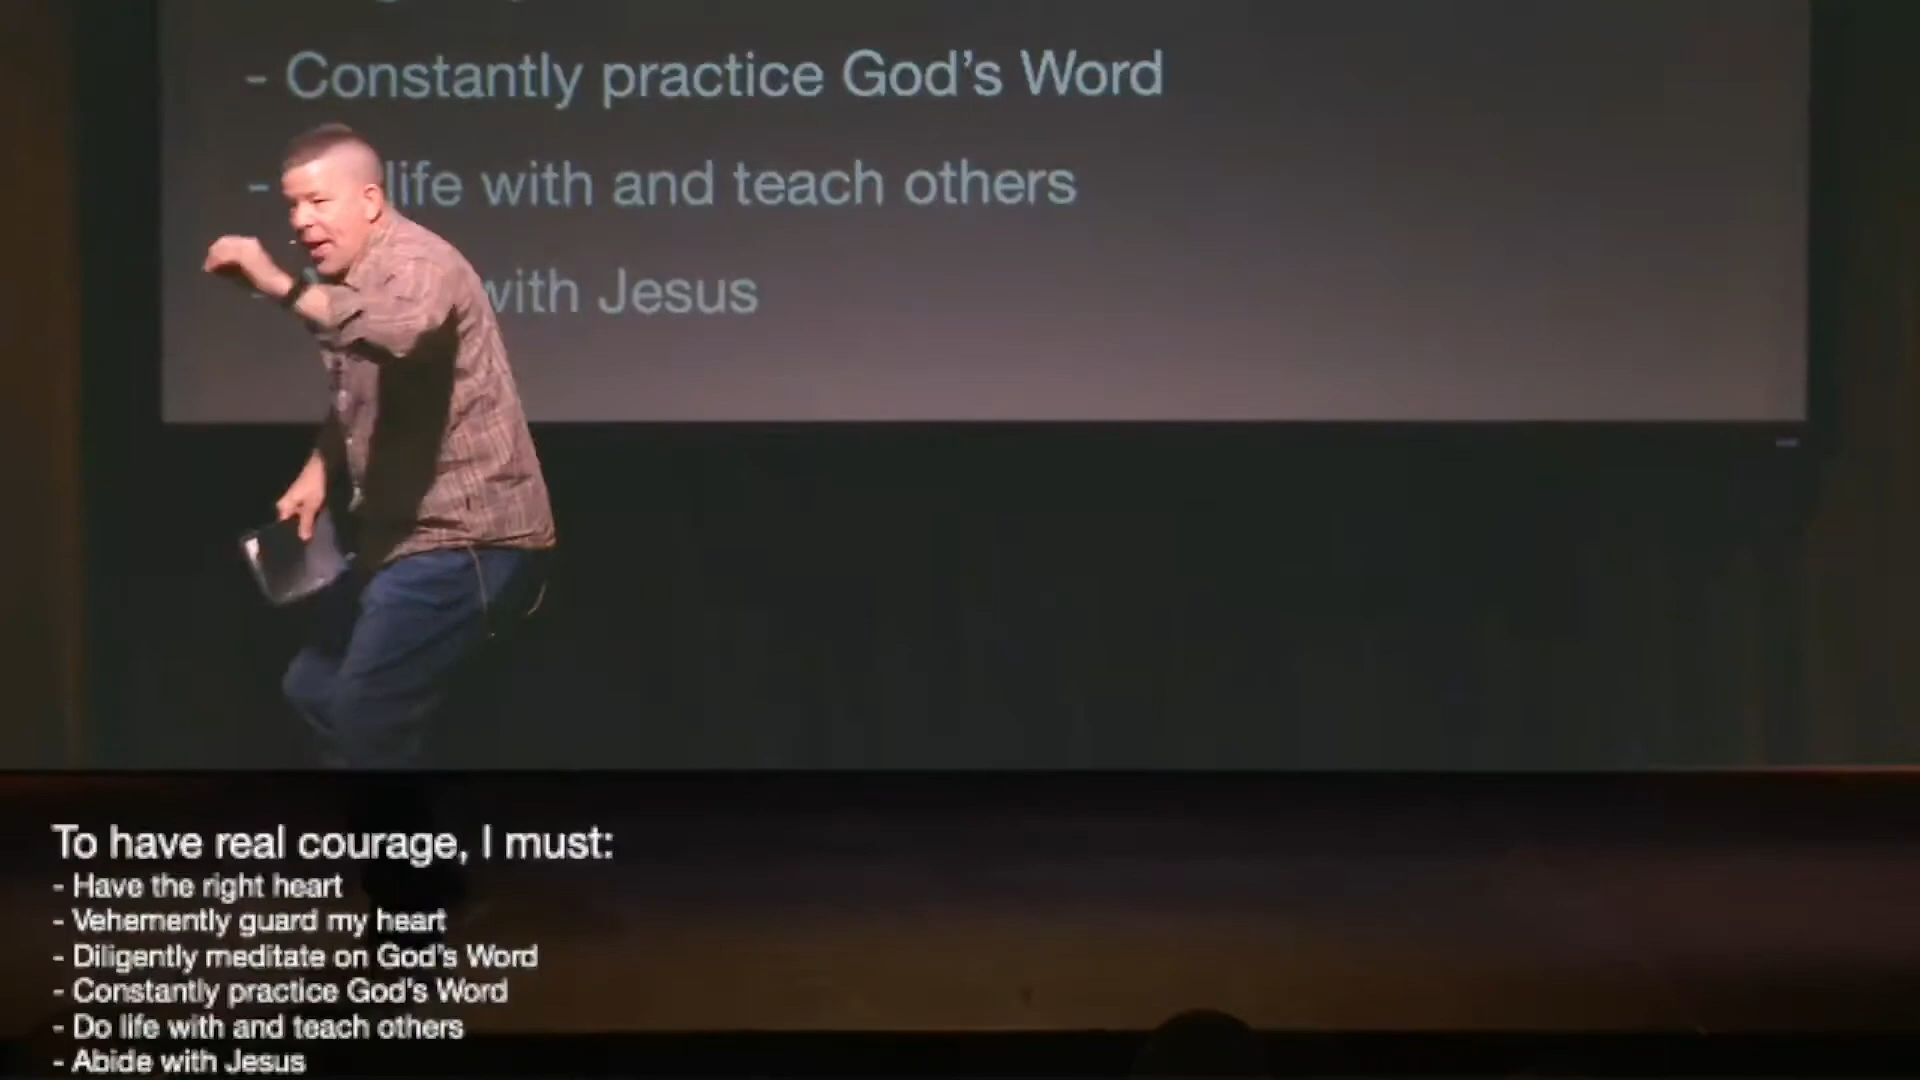 - Constantly practice God's Word
- life with and teach others
- with Jesus
To have real courage, I must:
- Have the right heart
- Vehemently guard my heart
- Diligently meditate on God's Word
- Constantly practice God's Word
- Do life with and teach others
- Abide with Jesus